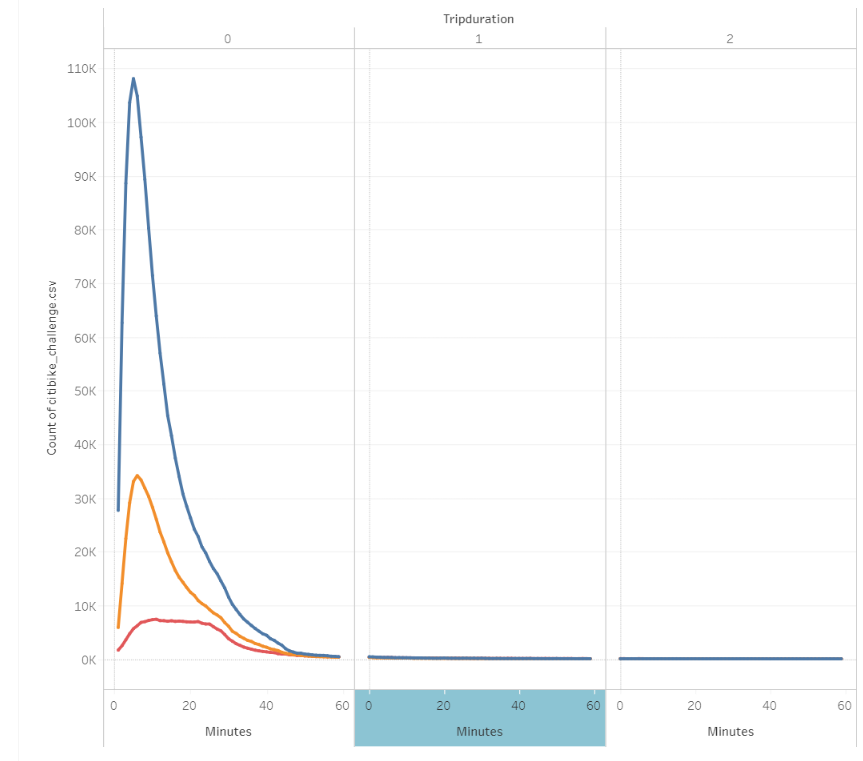 Tripduration
0 1 2
110K
100K
90K
80K
70K
60K
50K
40K
30K
20K
10K
0K
Count of citibike_challenge.csv
0 20 40 60 0 20 40 60 0 20 40 60
Minutes Minutes Minutes